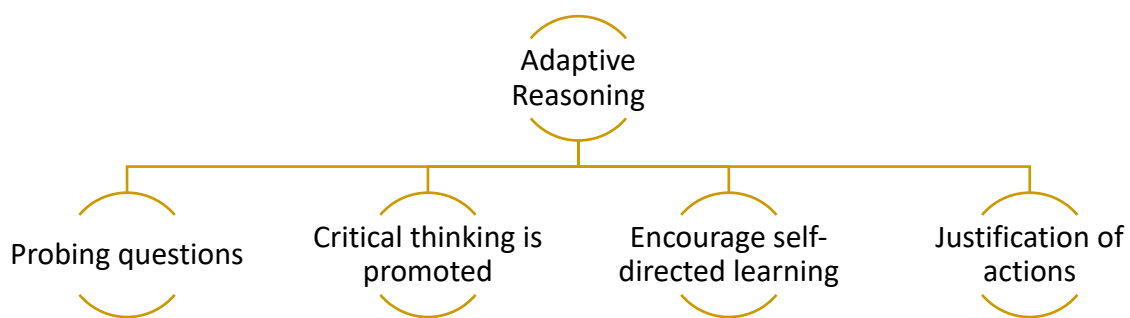 Adaptive
Reasoning
Probing questions
Critical thinking is
promoted
Encourage self-
directed learning
Justification of
actions